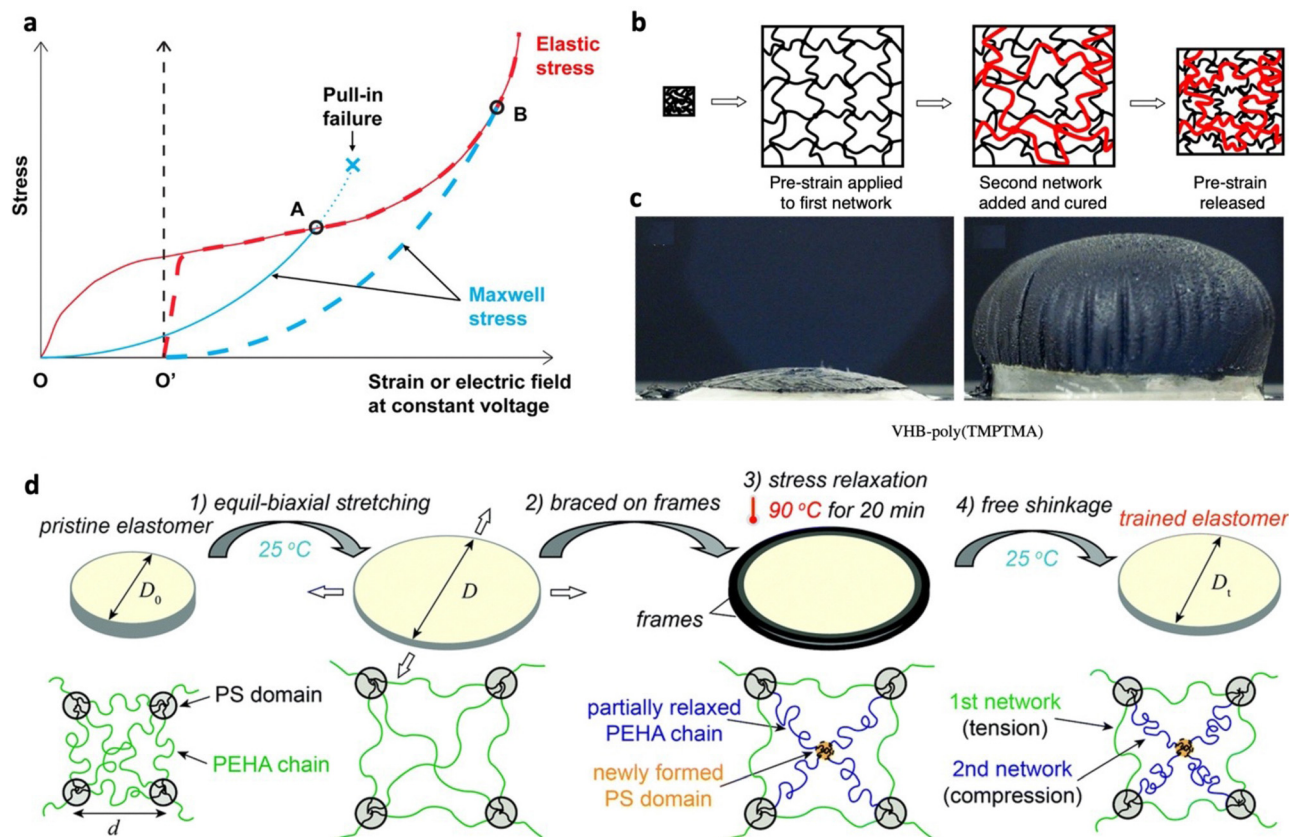 a
Stress
Elastic
stress
Pull-in
failure
A
B
Maxwell
stress
O
O'
Strain or electric field
at constant voltage
b
Pre-strain applied
to first network
Second network
added and cured
Pre-strain
released
c
VHB-poly(TMPTMA)
d
pristine elastomer
D0
1) equil-biaxial stretching
25 °C
D
2) braced on frames
3) stress relaxation
90 °C for 20 min
frames
4) free shinkage
25 °C
trained elastomer
Dt
PS domain
PEHA chain
d
partially relaxed
PEHA chain
newly formed
PS domain
1st network
(tension)
2nd network
(compression)